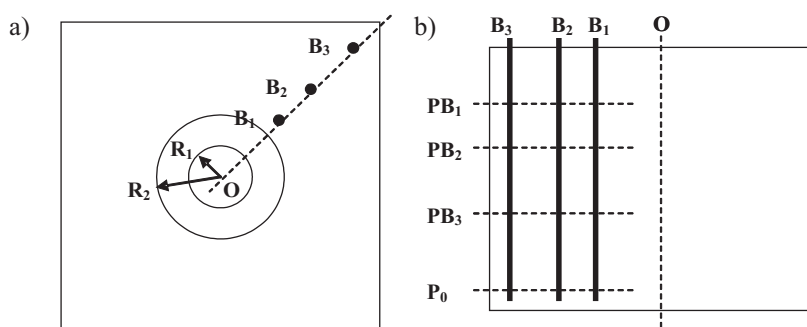 a)
B₃
B₂
B₁
R₁
R₂
O
b)
B₃ B₂ B₁ O
PB₁
PB₂
PB₃
P₀